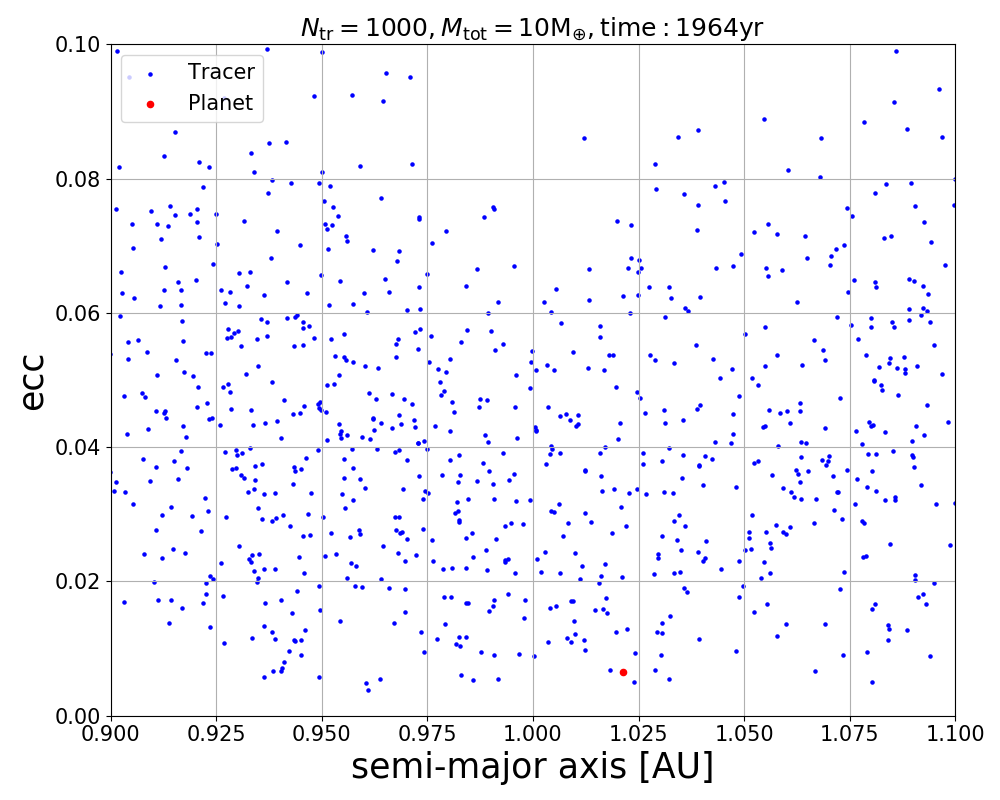 N_tr = 1000, M_tot = 10M_⊕, time : 1964yr
Tracer
Planet
0.10
0.08
0.06
0.04
0.02
0.00
ecc
0.900 0.925 0.950 0.975 1.000 1.025 1.050 1.075 1.100
semi-major axis [AU]